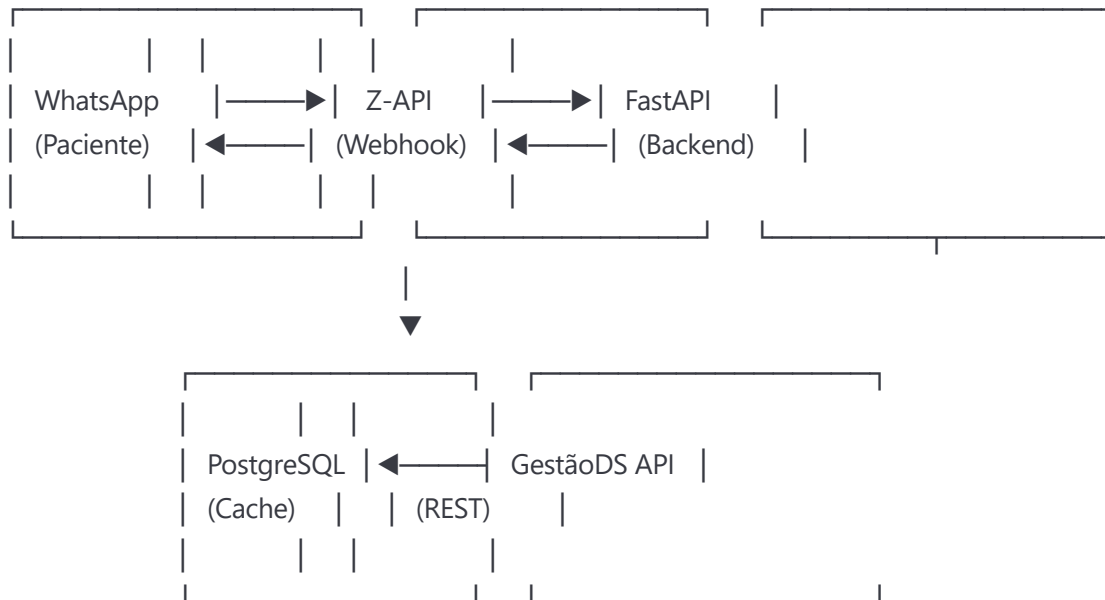 WhatsApp Z-API FastAPI
(Paciente) (Webhook) (Backend)
PostgreSQL GestãoDS API
(Cache) (REST)